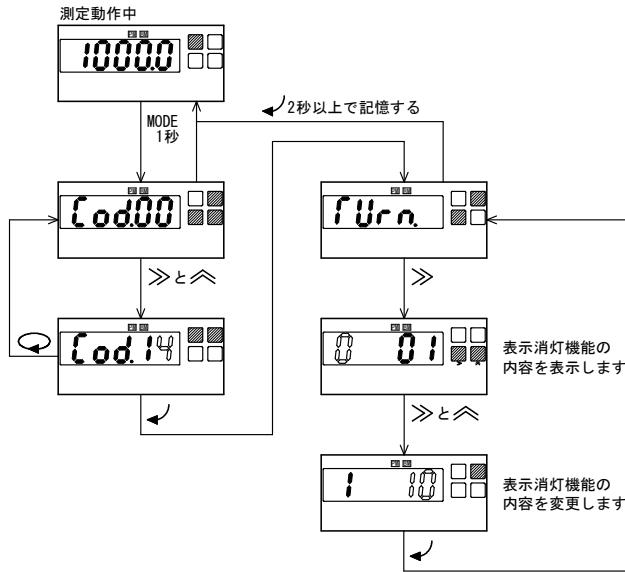 測定動作中
1000.0
MODE
1秒
2秒以上で記憶する
Cod.00
TUrn.
≫と︽
≫
Cod.14
0 01
表示消灯機能の
内容を表示します
≫と︽
1 10
表示消灯機能の
内容を変更します